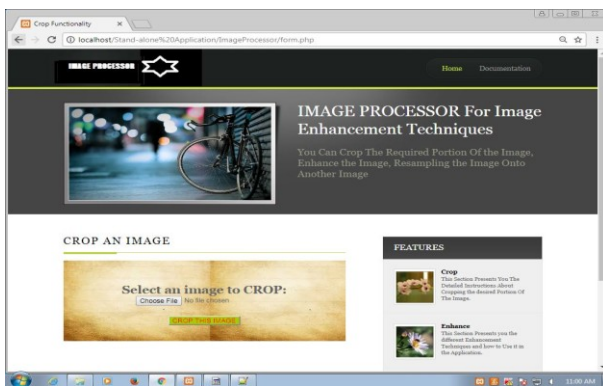 Crop Functionality
localhost/Stand-alone%20Application/ImageProcessor/form.php
IMAGE PROCESSOR
Home Documentation
IMAGE PROCESSOR For Image
Enhancement Techniques
You Can Crop The Required Portion Of the Image,
Enhance the Image, Resampling the Image Onto
Another Image
CROP AN IMAGE
Select an image to CROP:
Choose File No file chosen
CROP THIS IMAGE
FEATURES
Crop
This Section Presents You The
Detailed Instructions About
Cropping the desired Portion Of
The Image.
Enhance
This Section Presents you the
different Enhancement
Techniques and how to Use it in
the Application.
11:00 AM